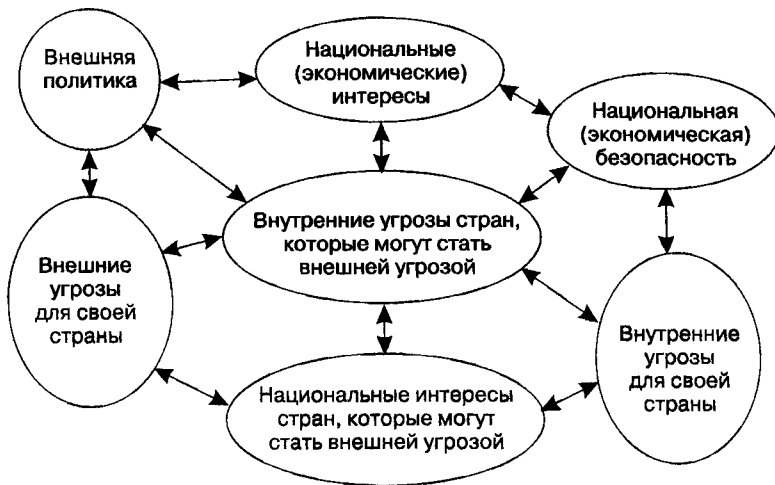 Внешняя
политика
Национальные
(экономические)
интересы
Национальная
(экономическая)
безопасность
Внутренние угрозы стран,
которые могут стать
внешней угрозой
Внешние
угрозы
для своей
страны
Внутренние
угрозы
для своей
страны
Национальные интересы
стран, которые могут
стать внешней угрозой